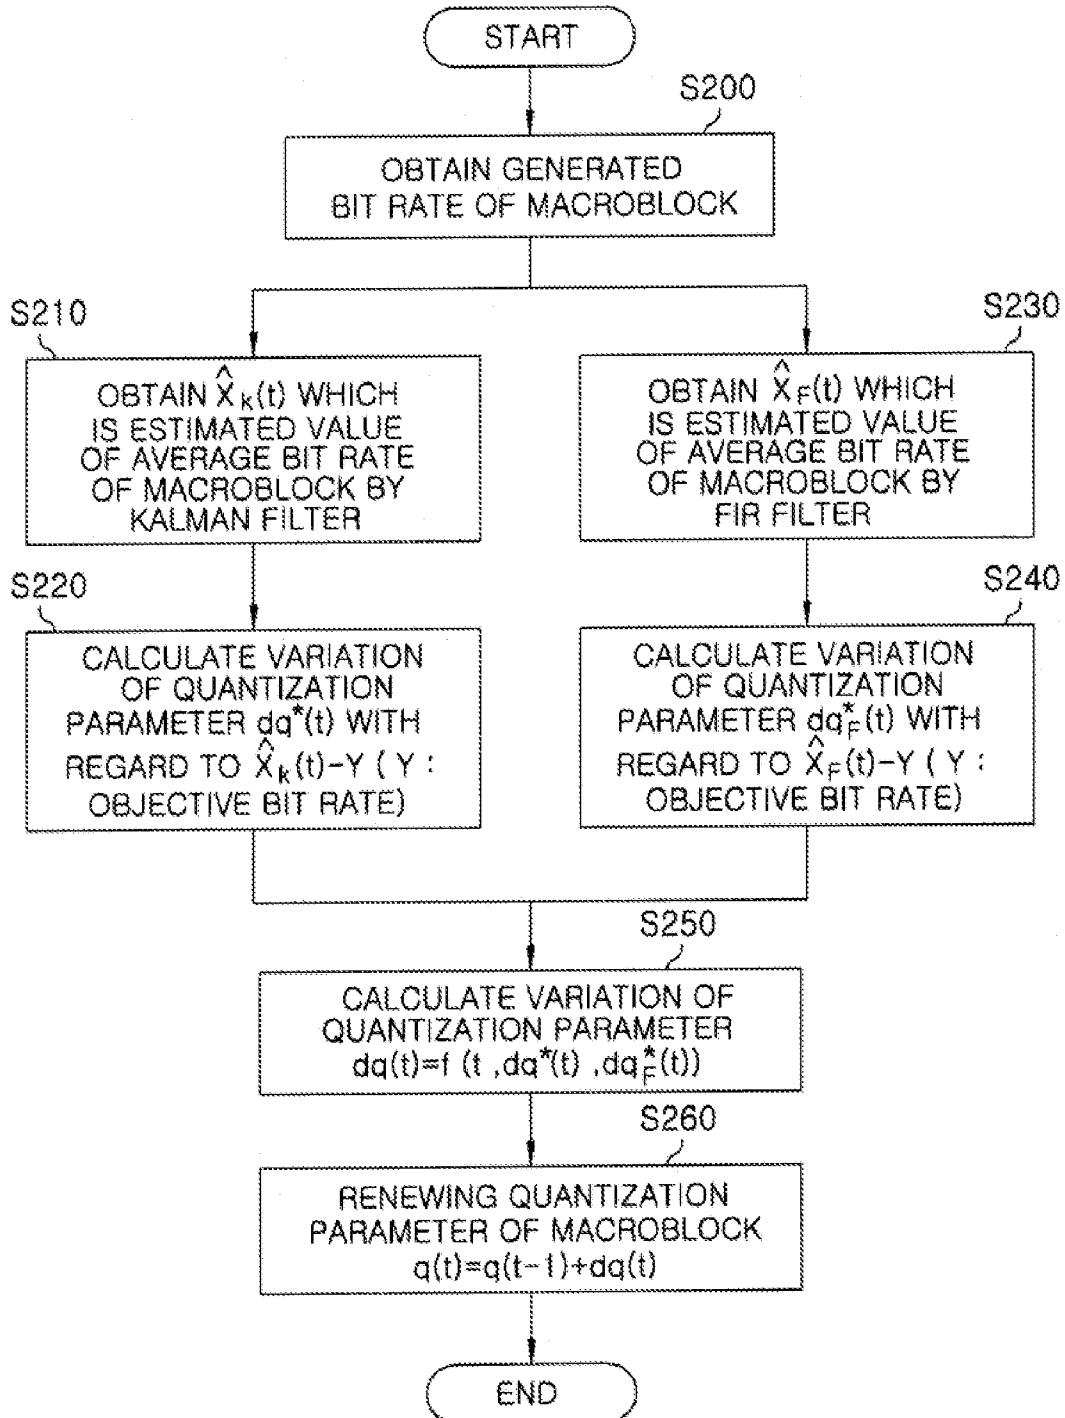 START
S200
OBTAIN GENERATED
BIT RATE OF MACROBLOCK
S210
OBTAIN X̂k(t) WHICH
IS ESTIMATED VALUE
OF AVERAGE BIT RATE
OF MACROBLOCK BY
KALMAN FILTER
S230
OBTAIN X̂F(t) WHICH
IS ESTIMATED VALUE
OF AVERAGE BIT RATE
OF MACROBLOCK BY
FIR FILTER
S220
CALCULATE VARIATION
OF QUANTIZATION
PARAMETER dq*(t) WITH
REGARD TO X̂k(t)-Y ( Y :
OBJECTIVE BIT RATE)
S240
CALCULATE VARIATION
OF QUANTIZATION
PARAMETER dq*F(t) WITH
REGARD TO X̂F(t)-Y ( Y :
OBJECTIVE BIT RATE)
S250
CALCULATE VARIATION OF
QUANTIZATION PARAMETER
dq(t)=f (t ,dq*(t) ,dq*F(t))
S260
RENEWING QUANTIZATION
PARAMETER OF MACROBLOCK
q(t)=q(t-1)+dq(t)
END